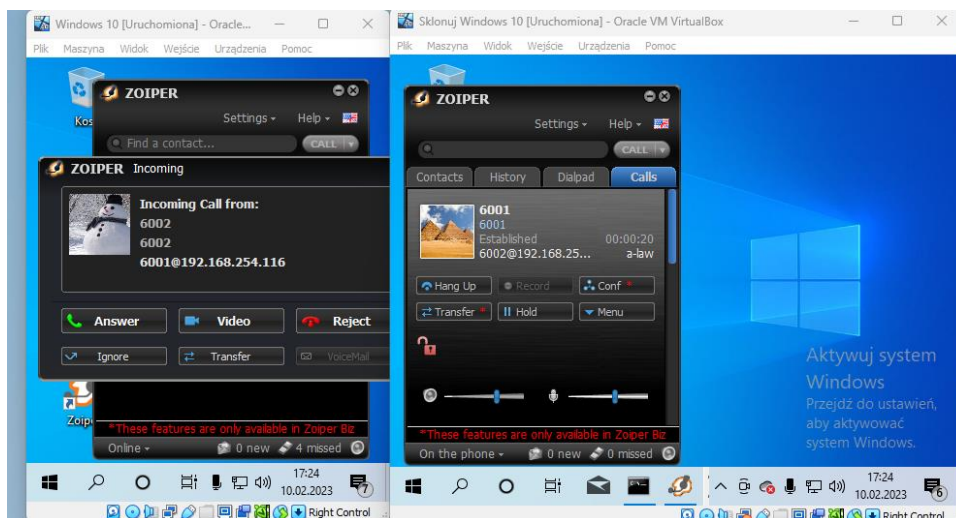 Windows 10 [Uruchomiona] - Oracle...
Plik Maszyna Widok Wejście Urządzenia Pomoc
ZOIPER
Settings Help
Find a contact...
CALL
ZOIPER Incoming
Incoming Call from:
6002
6002
6001@192.168.254.116
Answer Video Reject
Ignore Transfer VoiceMail
*These features are only available in Zoiper Biz
Online 0 new 4 missed
17:24
10.02.2023
7
Right Control
Sklonuj Windows 10 [Uruchomiona] - Oracle VM VirtualBox
Plik Maszyna Widok Wejście Urządzenia Pomoc
ZOIPER
Settings Help
CALL
Contacts History Dialpad Calls
6001
6001
Established 00:00:20
6002@192.168.25... a-law
Hang Up Record Conf *
Transfer * Hold Menu
*These features are only available in Zoiper Biz
On the phone 0 new 0 missed
Aktywuj system
Windows
Przejdź do ustawień,
aby aktywować
system Windows.
17:24
10.02.2023
6
Right Control